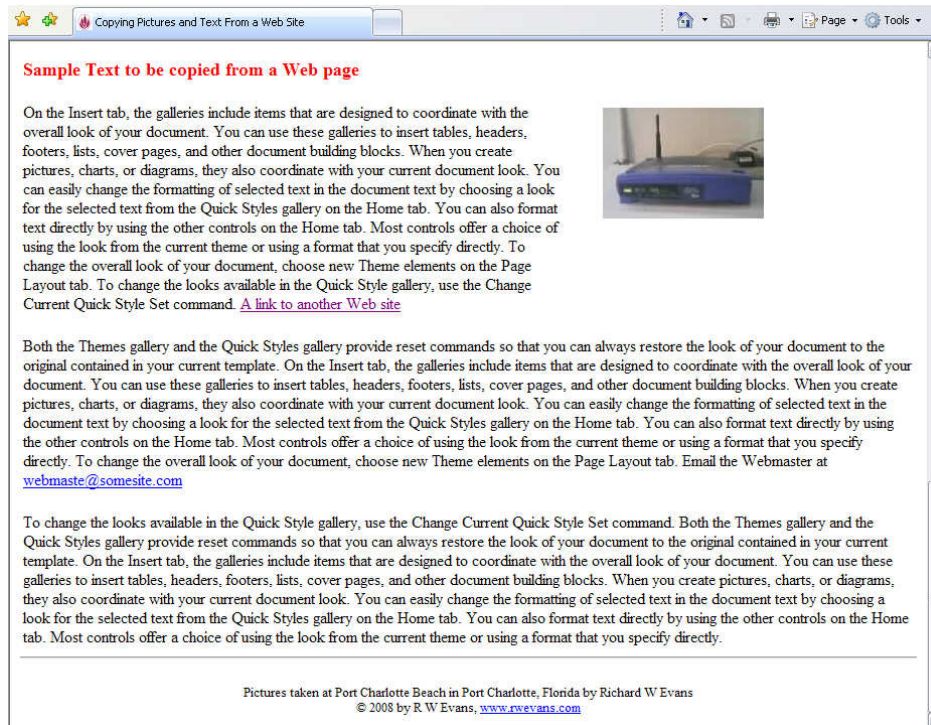 Copying Pictures and Text From a Web Site
Page
Tools
Sample Text to be copied from a Web page
On the Insert tab, the galleries include items that are designed to coordinate with the
overall look of your document. You can use these galleries to insert tables, headers,
footers, lists, cover pages, and other document building blocks. When you create
pictures, charts, or diagrams, they also coordinate with your current document look. You
can easily change the formatting of selected text in the document text by choosing a look
for the selected text from the Quick Styles gallery on the Home tab. You can also format
text directly by using the other controls on the Home tab. Most controls offer a choice of
using the look from the current theme or using a format that you specify directly. To
change the overall look of your document, choose new Theme elements on the Page
Layout tab. To change the looks available in the Quick Style gallery, use the Change
Current Quick Style Set command. A link to another Web site
Both the Themes gallery and the Quick Styles gallery provide reset commands so that you can always restore the look of your document to the
original contained in your current template. On the Insert tab, the galleries include items that are designed to coordinate with the overall look of your
document. You can use these galleries to insert tables, headers, footers, lists, cover pages, and other document building blocks. When you create
pictures, charts, or diagrams, they also coordinate with your current document look. You can easily change the formatting of selected text in the
document text by choosing a look for the selected text from the Quick Styles gallery on the Home tab. You can also format text directly by using
the other controls on the Home tab. Most controls offer a choice of using the look from the current theme or using a format that you specify
directly. To change the overall look of your document, choose new Theme elements on the Page Layout tab. Email the Webmaster at
webmaste@somesite.com
To change the looks available in the Quick Style gallery, use the Change Current Quick Style Set command. Both the Themes gallery and the
Quick Styles gallery provide reset commands so that you can always restore the look of your document to the original contained in your current
template. On the Insert tab, the galleries include items that are designed to coordinate with the overall look of your document. You can use these
galleries to insert tables, headers, footers, lists, cover pages, and other document building blocks. When you create pictures, charts, or diagrams,
they also coordinate with your current document look. You can easily change the formatting of selected text in the document text by choosing a
look for the selected text from the Quick Styles gallery on the Home tab. You can also format text directly by using the other controls on the Home
tab. Most controls offer a choice of using the look from the current theme or using a format that you specify directly.
Pictures taken at Port Charlotte Beach in Port Charlotte, Florida by Richard W Evans
© 2008 by R W Evans, www.rwevans.com